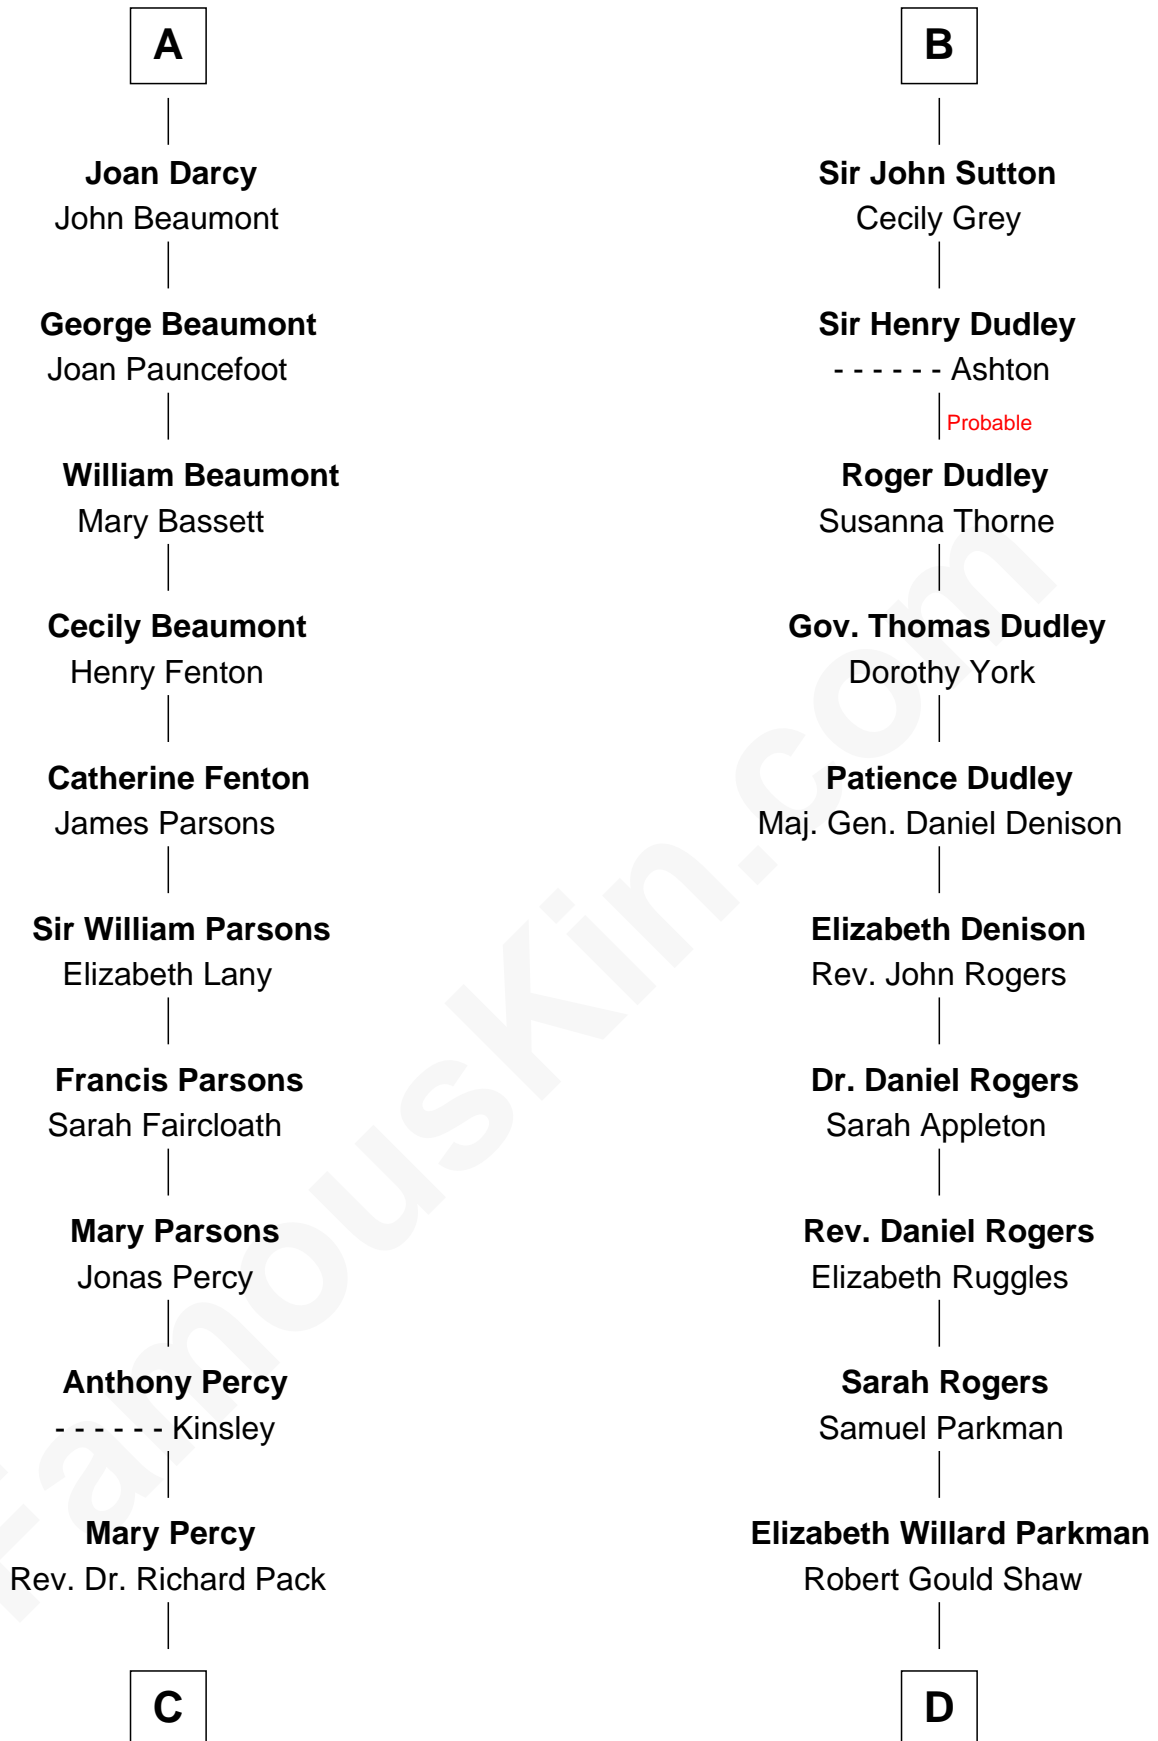 A
Joan Darcy
John Beaumont
George Beaumont
Joan Pauncefoot
William Beaumont
Mary Bassett
Cecily Beaumont
Henry Fenton
Catherine Fenton
James Parsons
Sir William Parsons
Elizabeth Lany
Francis Parsons
Sarah Faircloath
Mary Parsons
Jonas Percy
Anthony Percy
- - - - - - Kinsley
Mary Percy
Rev. Dr. Richard Pack
C
B
Sir John Sutton
Cecily Grey
Sir Henry Dudley
- - - - - - Ashton
Probable
Roger Dudley
Susanna Thorne
Gov. Thomas Dudley
Dorothy York
Patience Dudley
Maj. Gen. Daniel Denison
Elizabeth Denison
Rev. John Rogers
Dr. Daniel Rogers
Sarah Appleton
Rev. Daniel Rogers
Elizabeth Ruggles
Sarah Rogers
Samuel Parkman
Elizabeth Willard Parkman
Robert Gould Shaw
D
FamousKin.com